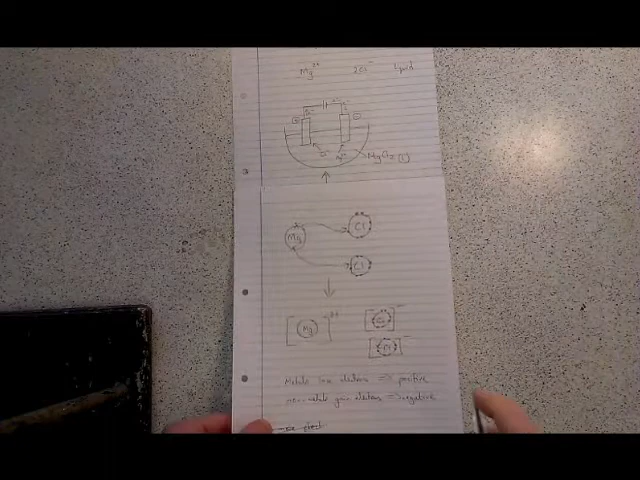 Mg²⁺ 2Cl⁻ liquid
MgCl₂ (l)
Cl
Mg
Cl
Mg
Cl
Cl
Metals lose electrons => positive
non-metals gain electrons => negative